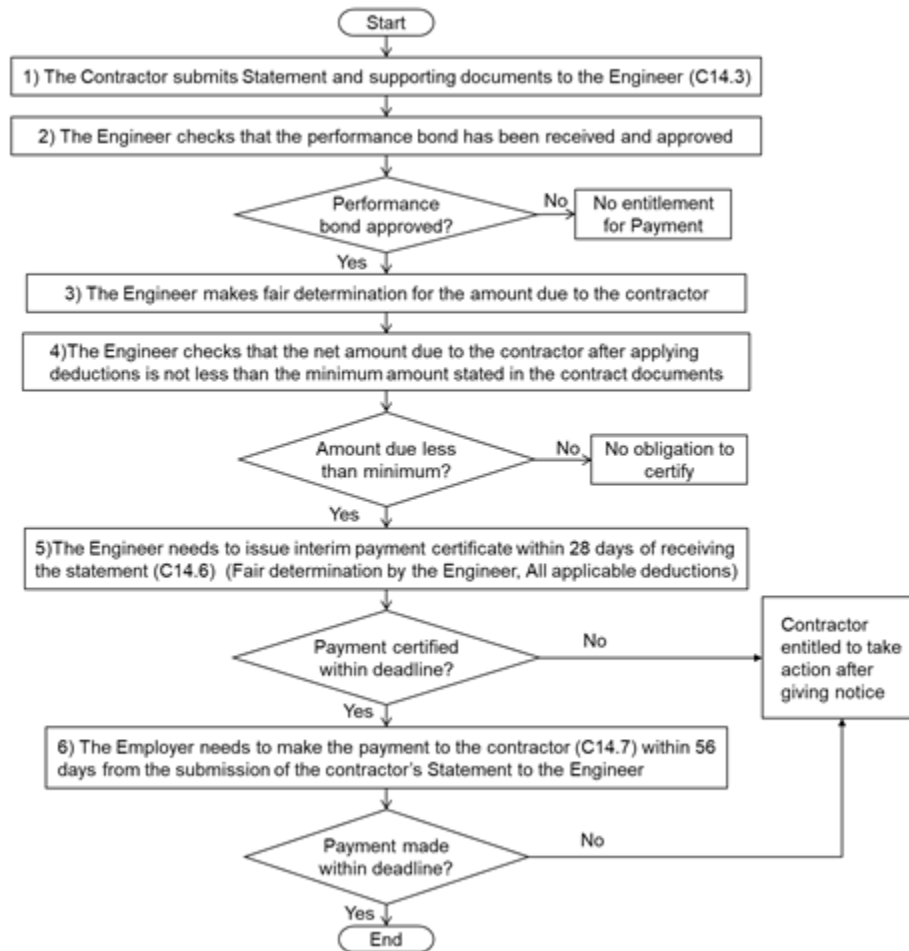 Start
1) The Contractor submits Statement and supporting documents to the Engineer (C14.3)
2) The Engineer checks that the performance bond has been received and approved
Performance
bond approved?
No
No entitlement
for Payment
Yes
3) The Engineer makes fair determination for the amount due to the contractor
4)The Engineer checks that the net amount due to the contractor after applying
deductions is not less than the minimum amount stated in the contract documents
Amount due less
than minimum?
No
No obligation to
certify
Yes
5)The Engineer needs to issue interim payment certificate within 28 days of receiving
the statement (C14.6) (Fair determination by the Engineer, All applicable deductions)
Payment certified
within deadline?
No
Contractor
entitled to take
action after
giving notice
Yes
6) The Employer needs to make the payment to the contractor (C14.7) within 56
days from the submission of the contractor's Statement to the Engineer
Payment made
within deadline?
No
Yes
End